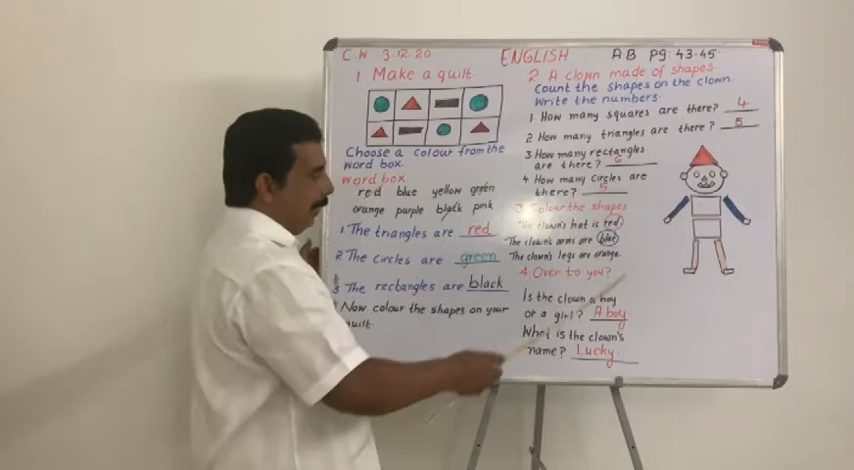 C.W 3.12.20 ENGLISH A B Pg. 43-45
1 Make a quilt.
Choose a colour from the
word box.
word box
red blue yellow green
orange purple black pink
1. The triangles are red
2 The circles are green
3 The rectangles are black
Now colour the shapes on your
quilt.
2 A clown made of shapes.
Count the shapes on the clown.
Write the numbers.
1 How many squares are there? 4
2 How many triangles are there?
3 How many rectangles
are there? 6
4 How many circles are
there? 5
Colour the shapes
The clown's hat is red
The clown's arms are blue
The clown's legs are orange.
4 Over to you?
Is the clown a boy
or a girl? A boy
What is the clown's
name? Lucky.